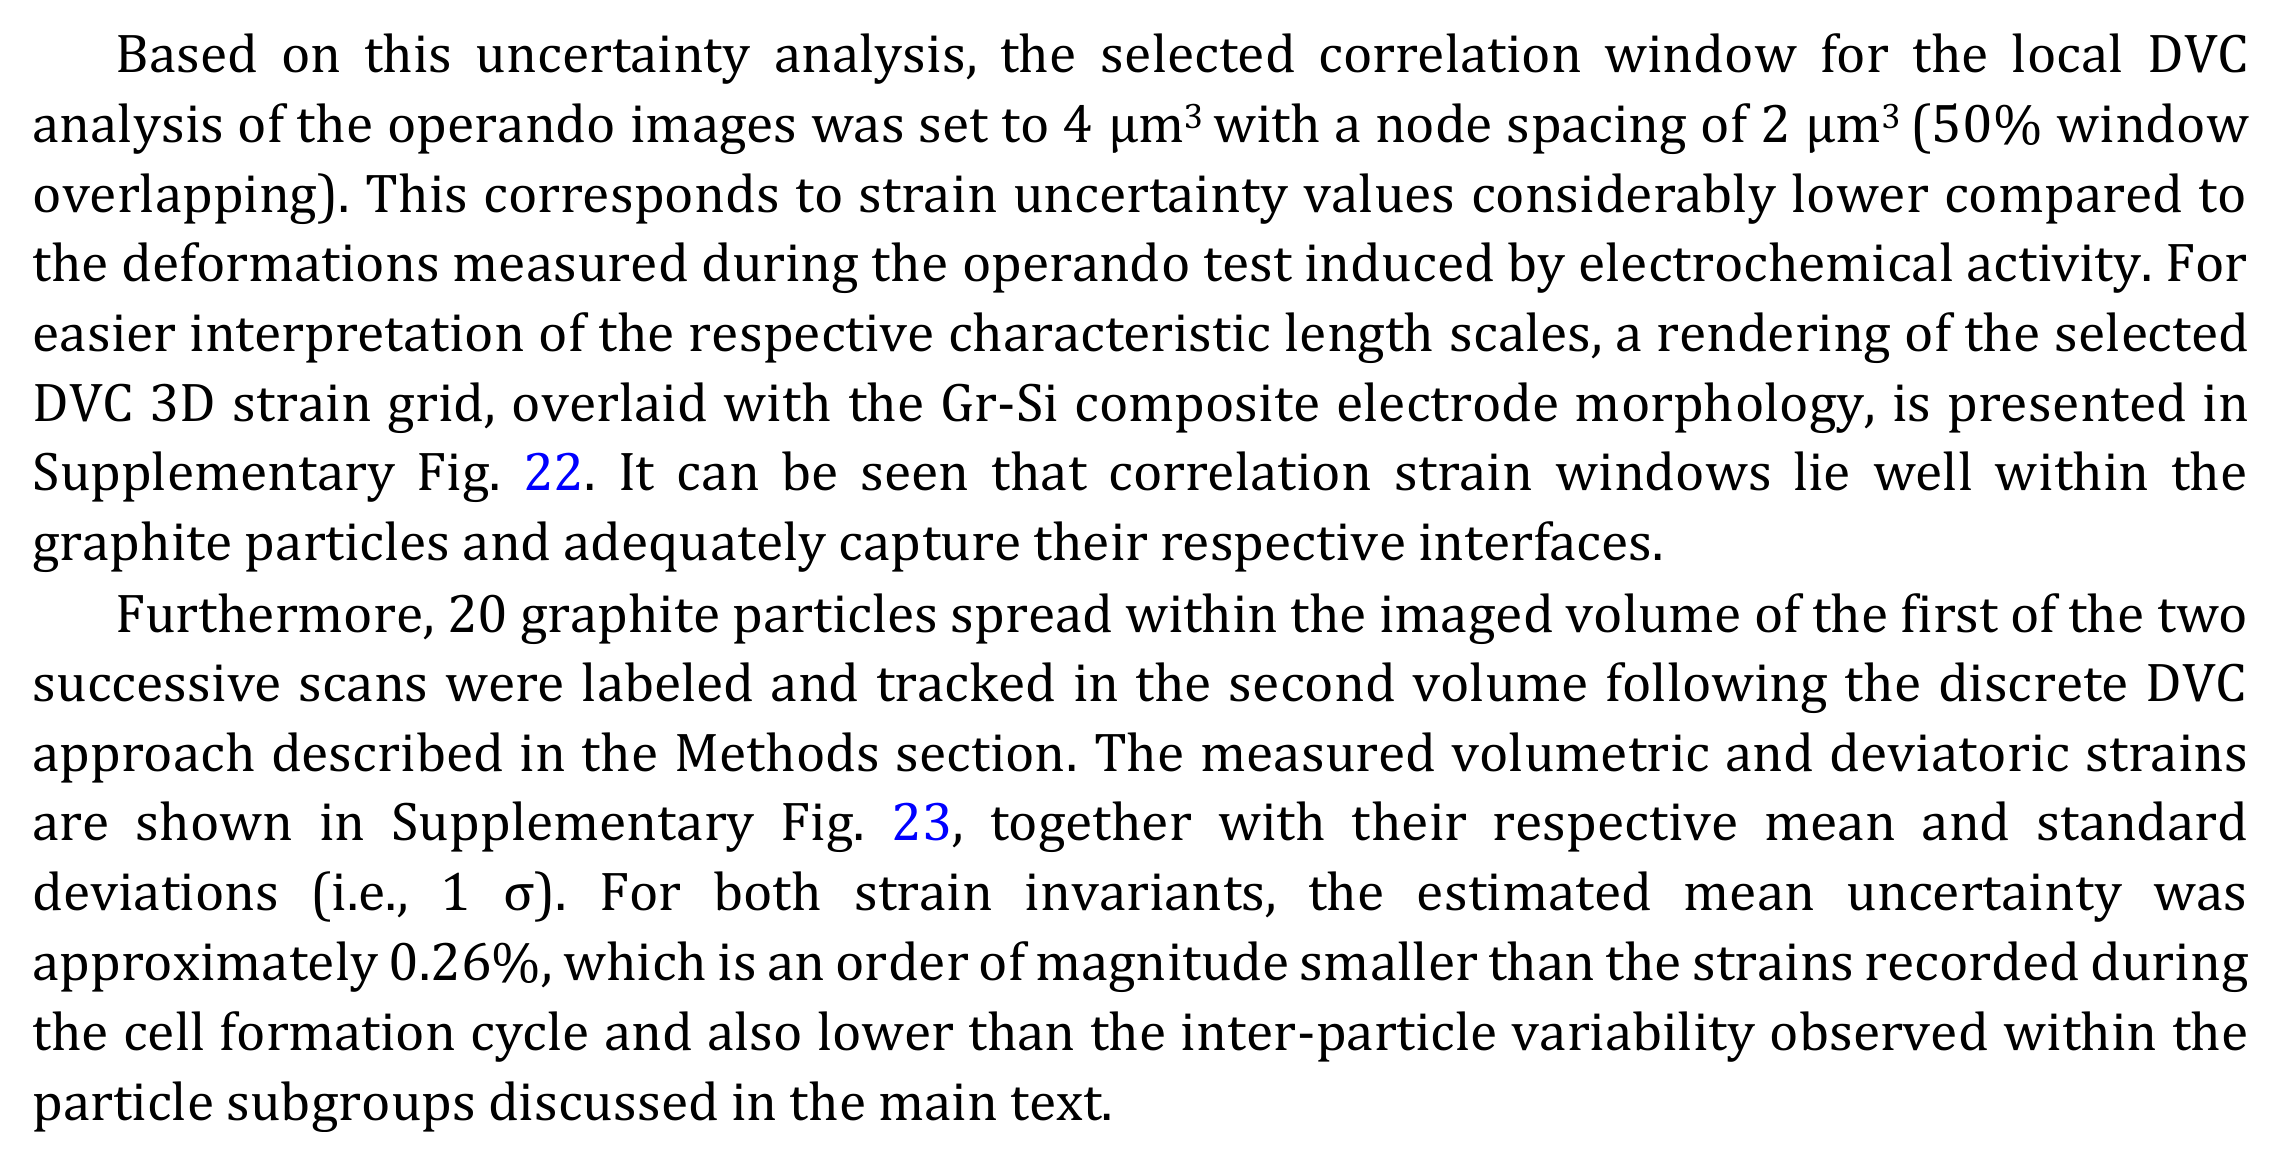 Based on this uncertainty analysis, the selected correlation window for the local DVC
analysis of the operando images was set to 4 μm³ with a node spacing of 2 μm³ (50% window
overlapping). This corresponds to strain uncertainty values considerably lower compared to
the deformations measured during the operando test induced by electrochemical activity. For
easier interpretation of the respective characteristic length scales, a rendering of the selected
DVC 3D strain grid, overlaid with the Gr-Si composite electrode morphology, is presented in
Supplementary Fig. 22. It can be seen that correlation strain windows lie well within the
graphite particles and adequately capture their respective interfaces.
Furthermore, 20 graphite particles spread within the imaged volume of the first of the two
successive scans were labeled and tracked in the second volume following the discrete DVC
approach described in the Methods section. The measured volumetric and deviatoric strains
are shown in Supplementary Fig. 23, together with their respective mean and standard
deviations (i.e., 1 σ). For both strain invariants, the estimated mean uncertainty was
approximately 0.26%, which is an order of magnitude smaller than the strains recorded during
the cell formation cycle and also lower than the inter-particle variability observed within the
particle subgroups discussed in the main text.